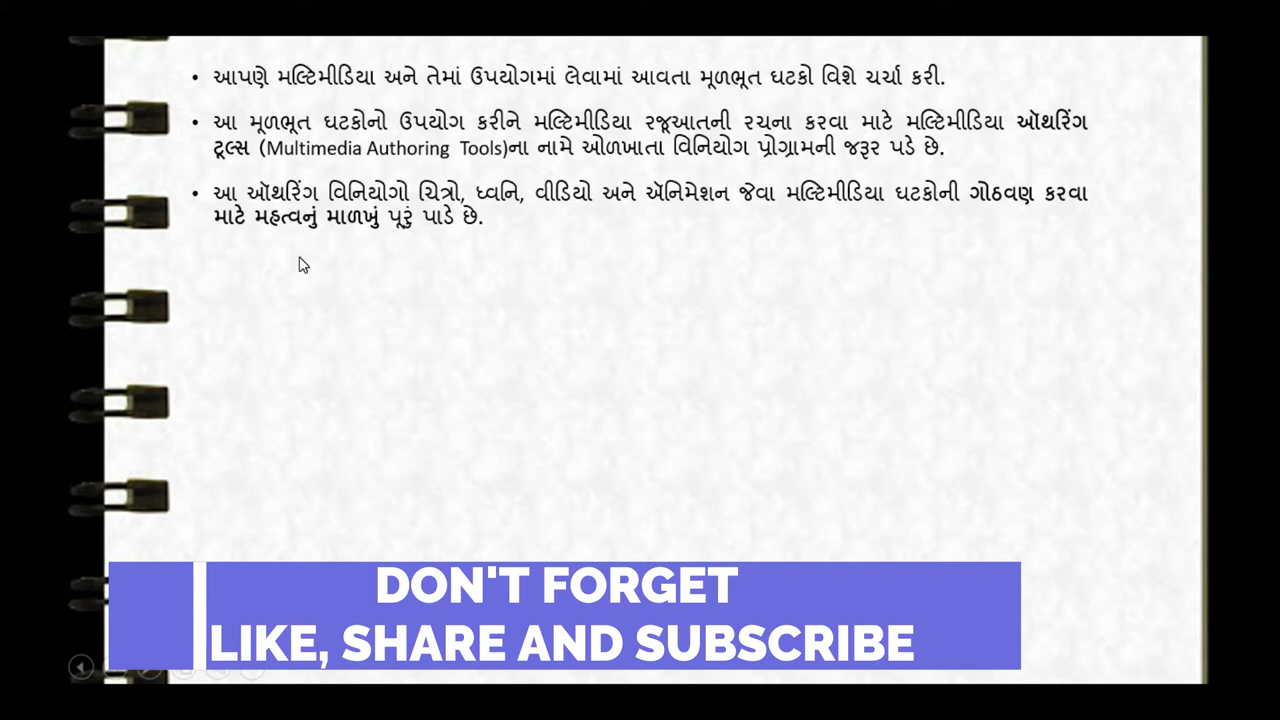 • આપણે મલ્ટિમીડિયા અને તેમાં ઉપયોગમાં લેવામાં આવતા મૂળભૂત ઘટકો વિશે ચર્ચા કરી.
• આ મૂળભૂત ઘટકોનો ઉપયોગ કરીને મલ્ટિમીડિયા રજૂઆતની રચના કરવા માટે મલ્ટિમીડિયા ઑથરિંગ
ટૂલ્સ (Multimedia Authoring Tools)ના નામે ઓળખાતા વિનિયોગ પ્રોગ્રામની જરૂર પડે છે.
• આ ઑથરિંગ વિનિયોગો ચિત્રો, ધ્વનિ, વીડિયો અને ઍનિમેશન જેવા મલ્ટિમીડિયા ઘટકોની ગોઠવણ કરવા
માટે મહત્વનું માળખું પૂરું પાડે છે.
DON'T FORGET
LIKE, SHARE AND SUBSCRIBE